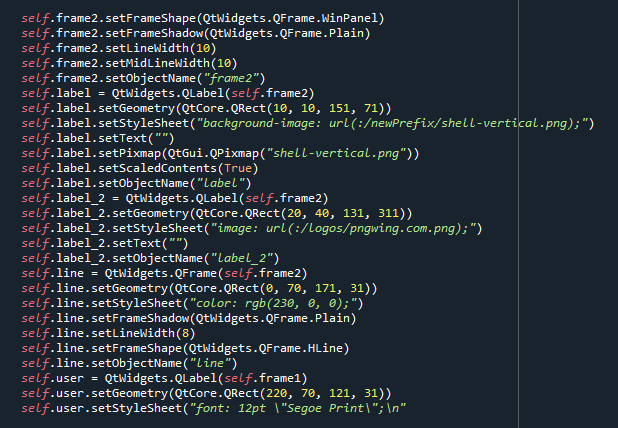 self.frame2.setFrameShape(QtWidgets.QFrame.WinPanel)
self.frame2.setFrameShadow(QtWidgets.QFrame.Plain)
self.frame2.setLineWidth(10)
self.frame2.setMidLineWidth(10)
self.frame2.setObjectName("frame2")
self.label = QtWidgets.QLabel(self.frame2)
self.label.setGeometry(QtCore.QRect(10, 10, 151, 71))
self.label.setStyleSheet("background-image: url(:/newPrefix/shell-vertical.png);")
self.label.setText("")
self.label.setPixmap(QtGui.QPixmap("shell-vertical.png"))
self.label.setScaledContents(True)
self.label.setObjectName("label")
self.label_2 = QtWidgets.QLabel(self.frame2)
self.label_2.setGeometry(QtCore.QRect(20, 40, 131, 311))
self.label_2.setStyleSheet("image: url(:/logos/pngwing.com.png);")
self.label_2.setText("")
self.label_2.setObjectName("label_2")
self.line = QtWidgets.QFrame(self.frame2)
self.line.setGeometry(QtCore.QRect(0, 70, 171, 31))
self.line.setStyleSheet("color: rgb(230, 0, 0);")
self.line.setFrameShadow(QtWidgets.QFrame.Plain)
self.line.setLineWidth(8)
self.line.setFrameShape(QtWidgets.QFrame.HLine)
self.line.setObjectName("line")
self.user = QtWidgets.QLabel(self.frame1)
self.user.setGeometry(QtCore.QRect(220, 70, 121, 31))
self.user.setStyleSheet("font: 12pt \"Segoe Print\";\n"